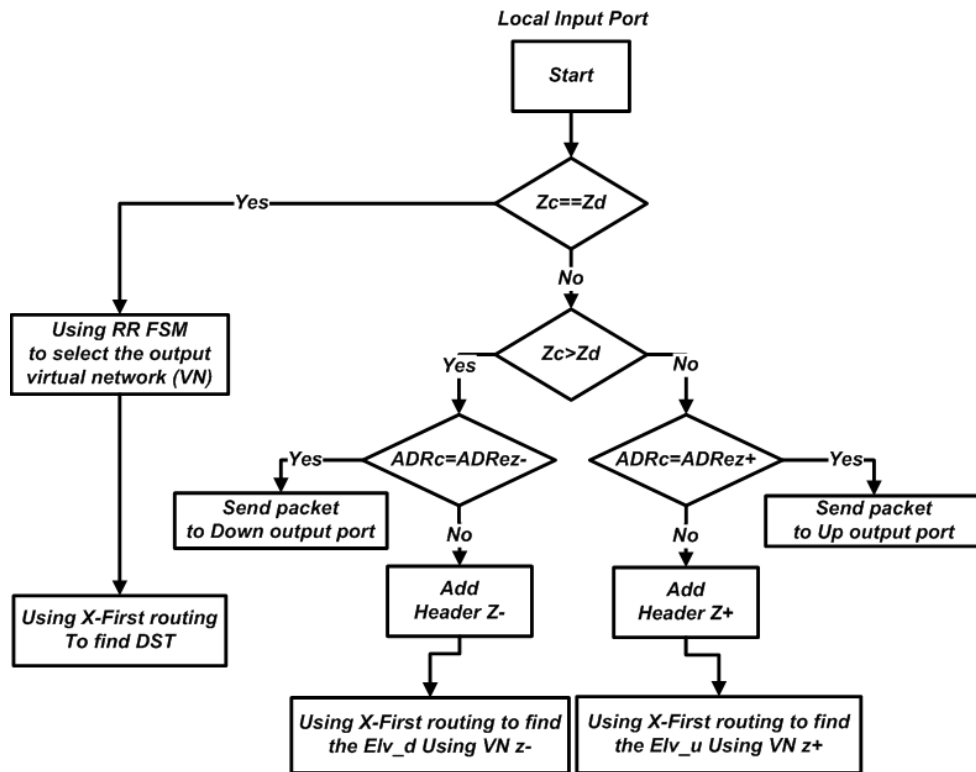 Local Input Port
Start
Zc==Zd
Yes
No
Using RR FSM
to select the output
virtual network (VN)
Zc>Zd
Yes
No
ADRc=ADRez-
ADRc=ADRez+
Yes
Yes
Send packet
to Down output port
Send packet
to Up output port
No
No
Add
Header Z-
Add
Header Z+
Using X-First routing
To find DST
Using X-First routing to find
the Elv_d Using VN z-
Using X-First routing to find
the Elv_u Using VN z+